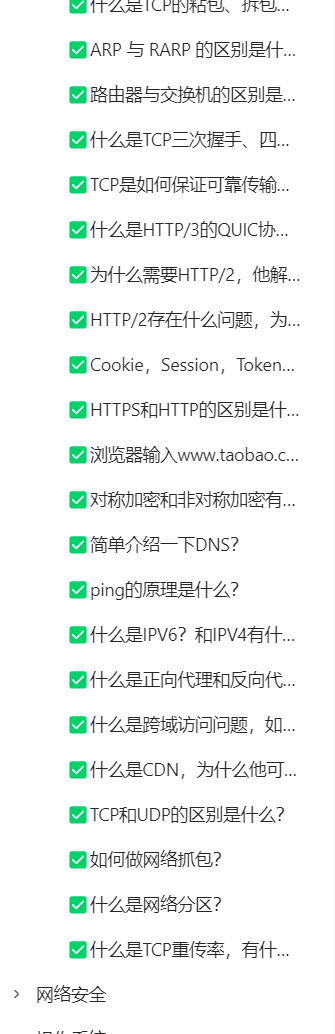 什么是TCP的粘包、拆包...
ARP 与 RARP 的区别是什...
路由器与交换机的区别是...
什么是TCP三次握手、四...
TCP是如何保证可靠传输...
什么是HTTP/3的QUIC协...
为什么需要HTTP/2，他解...
HTTP/2存在什么问题，为...
Cookie，Session，Token...
HTTPS和HTTP的区别是什...
浏览器输入www.taobao.c...
对称加密和非对称加密有...
简单介绍一下DNS?
ping的原理是什么?
什么是IPV6？和IPV4有什...
什么是正向代理和反向代...
什么是跨域访问问题，如...
什么是CDN，为什么他可...
TCP和UDP的区别是什么?
如何做网络抓包?
什么是网络分区?
什么是TCP重传率，有什...
网络安全